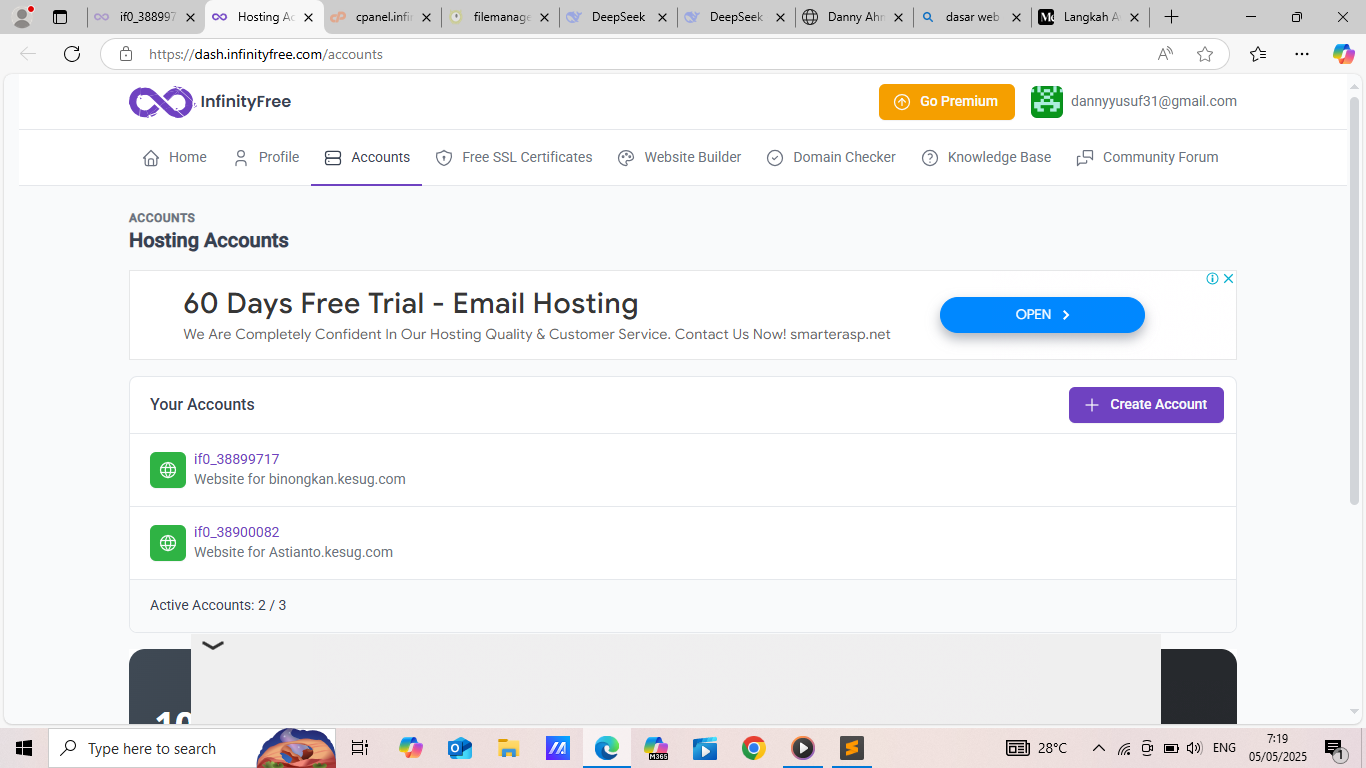 if0_388997
Hosting Ac
cpanel.infin
filemanage
DeepSeek
DeepSeek
Danny Ahm
dasar web
Langkah A
https://dash.infinityfree.com/accounts
InfinityFree
Go Premium
dannyyusuf31@gmail.com
Home
Profile
Accounts
Free SSL Certificates
Website Builder
Domain Checker
Knowledge Base
Community Forum
ACCOUNTS
Hosting Accounts
60 Days Free Trial - Email Hosting
We Are Completely Confident In Our Hosting Quality & Customer Service. Contact Us Now! smarterasp.net
OPEN
Your Accounts
Create Account
if0_38899717
Website for binongkan.kesug.com
if0_38900082
Website for Astianto.kesug.com
Active Accounts: 2 / 3
Type here to search
M365
28°C
ENG
7:19
05/05/2025
1